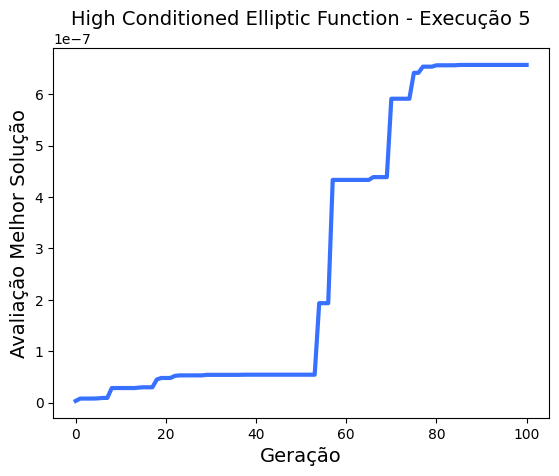 High Conditioned Elliptic Function - Execução 5
1e-7
6
5
4
3
2
1
0
Avaliação Melhor Solução
0 20 40 60 80 100
Geração